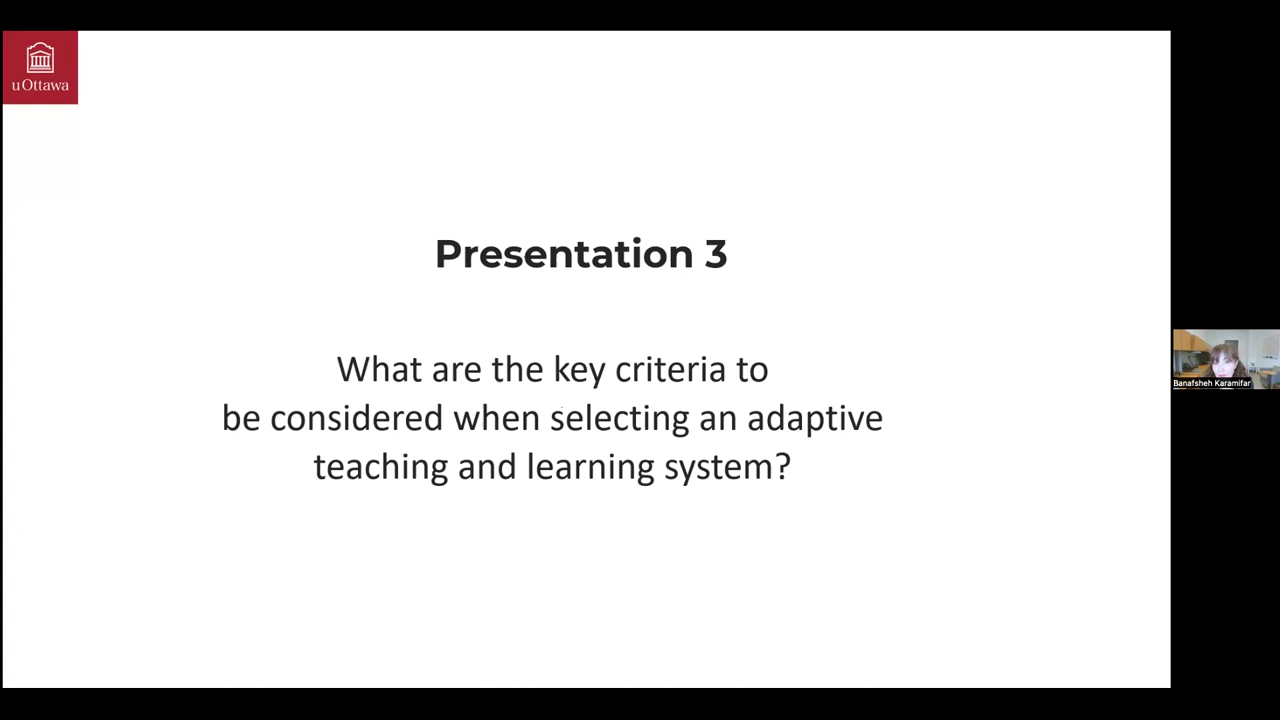 uOttawa
Presentation 3
What are the key criteria to
be considered when selecting an adaptive
teaching and learning system?
Banafsheh Karamifar